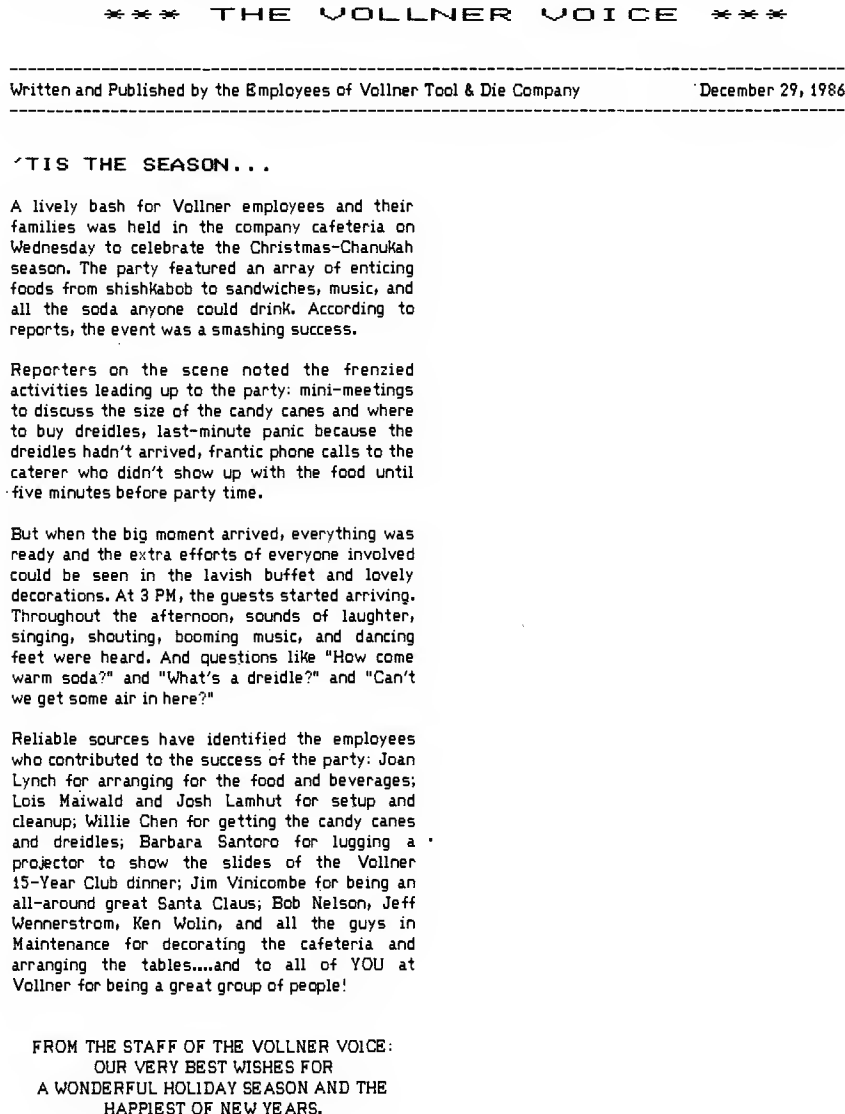 *** THE VOLLNER VOICE ***
Written and Published by the Employees of Vollner Tool & Die Company December 29, 1986
'TIS THE SEASON...
A lively bash for Vollner employees and their
families was held in the company cafeteria on
Wednesday to celebrate the Christmas-Chanukah
season. The party featured an array of enticing
foods from shishkabob to sandwiches, music, and
all the soda anyone could drink. According to
reports, the event was a smashing success.
Reporters on the scene noted the frenzied
activities leading up to the party: mini-meetings
to discuss the size of the candy canes and where
to buy dreidles, last-minute panic because the
dreidles hadn't arrived, frantic phone calls to the
caterer who didn't show up with the food until
five minutes before party time.
But when the big moment arrived, everything was
ready and the extra efforts of everyone involved
could be seen in the lavish buffet and lovely
decorations. At 3 PM, the guests started arriving.
Throughout the afternoon, sounds of laughter,
singing, shouting, booming music, and dancing
feet were heard. And questions like "How come
warm soda?" and "What's a dreidle?" and "Can't
we get some air in here?"
Reliable sources have identified the employees
who contributed to the success of the party: Joan
Lynch for arranging for the food and beverages;
Lois Maiwald and Josh Lamhut for setup and
cleanup; Willie Chen for getting the candy canes
and dreidles; Barbara Santoro for lugging a
projector to show the slides of the Vollner
15-Year Club dinner; Jim Vinicombe for being an
all-around great Santa Claus; Bob Nelson, Jeff
Wennerstrom, Ken Wolin, and all the guys in
Maintenance for decorating the cafeteria and
arranging the tables....and to all of YOU at
Vollner for being a great group of people!
FROM THE STAFF OF THE VOLLNER VOICE:
OUR VERY BEST WISHES FOR
A WONDERFUL HOLIDAY SEASON AND THE
HAPPIEST OF NEW YEARS.